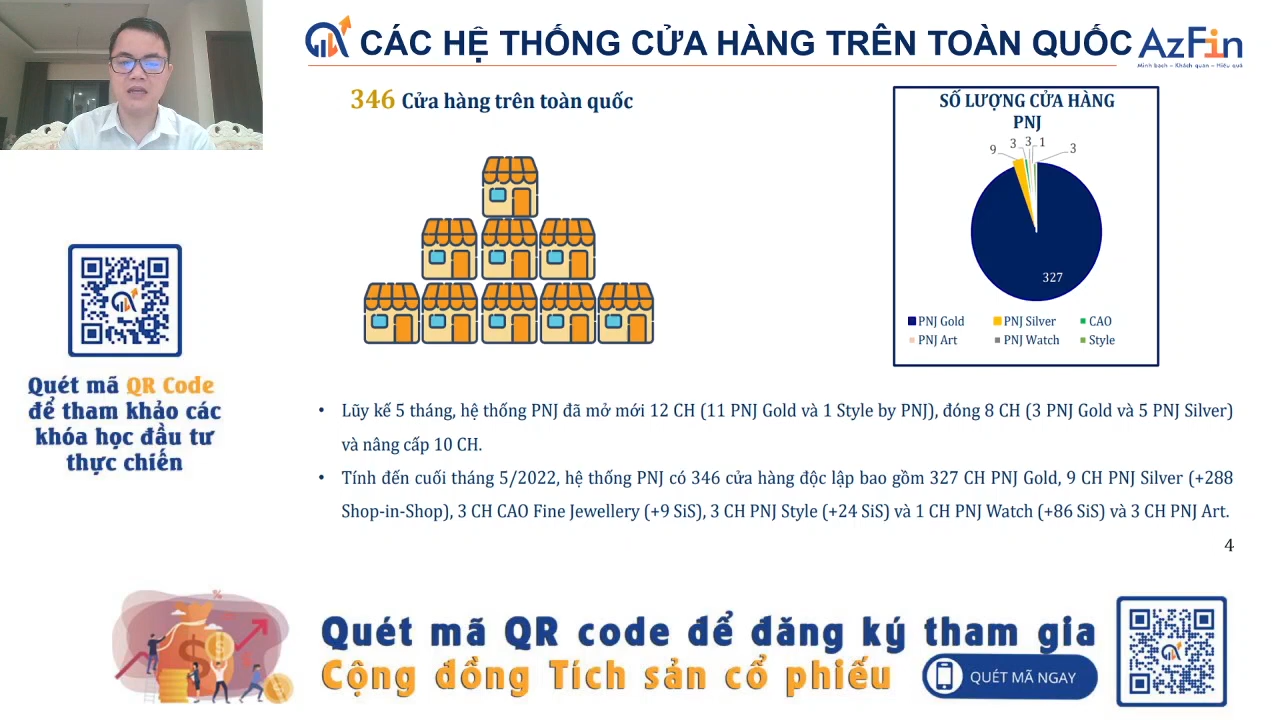 CÁC HỆ THỐNG CỬA HÀNG TRÊN TOÀN QUỐC
AzFin
Minh bạch – Khách quan – Hiệu quả
346 Cửa hàng trên toàn quốc
SỐ LƯỢNG CỬA HÀNG
PNJ
9 3 3 1 3
327
PNJ Gold PNJ Silver CAO
PNJ Art PNJ Watch Style
Quét mã QR Code
để tham khảo các
khóa học đầu tư
thực chiến
• Lũy kế 5 tháng, hệ thống PNJ đã mở mới 12 CH (11 PNJ Gold và 1 Style by PNJ), đóng 8 CH (3 PNJ Gold và 5 PNJ Silver)
và nâng cấp 10 CH.
• Tính đến cuối tháng 5/2022, hệ thống PNJ có 346 cửa hàng độc lập bao gồm 327 CH PNJ Gold, 9 CH PNJ Silver (+288
Shop-in-Shop), 3 CH CAO Fine Jewellery (+9 SiS), 3 CH PNJ Style (+24 SiS) và 1 CH PNJ Watch (+86 SiS) và 3 CH PNJ Art.
4
Quét mã QR code để đăng ký tham gia
Cộng đồng Tích sản cổ phiếu
QUÉT MÃ NGAY